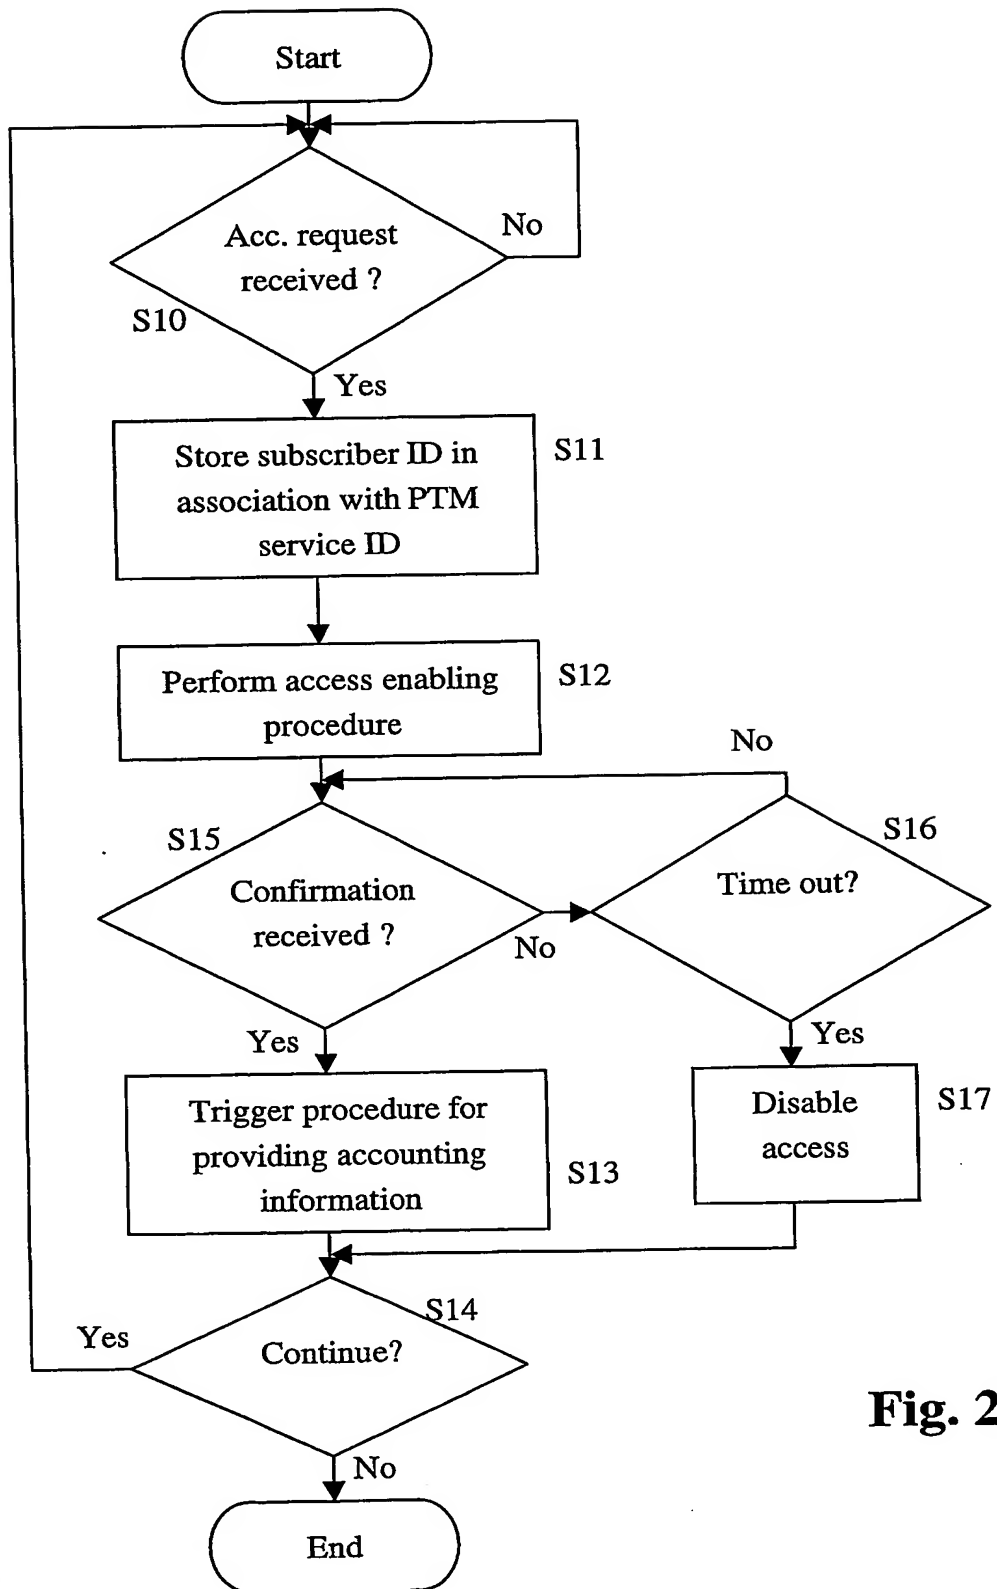 Start
Acc. request
received ?
No
S10
Yes
Store subscriber ID in
association with PTM
service ID
S11
Perform access enabling
procedure
S12
No
S15
Confirmation
received ?
No
S16
Time out?
Yes
Yes
Trigger procedure for
providing accounting
information
S13
Disable
access
S17
S14
Continue?
Yes
No
End
Fig. 2